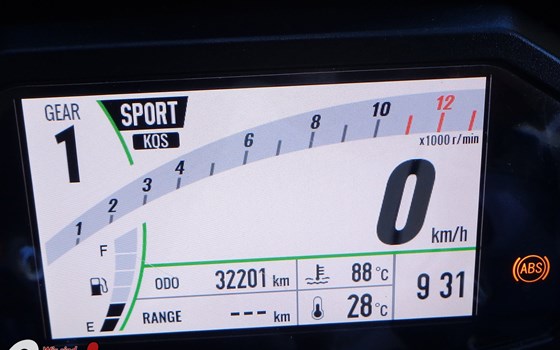 GEAR SPORT
1 KOS
1 2 3 4 6 8 10 12
x1000 r/min
0 km/h
F
E
ODO 32201 km 88 °C
RANGE --- km 28 °C
9 31
ABS